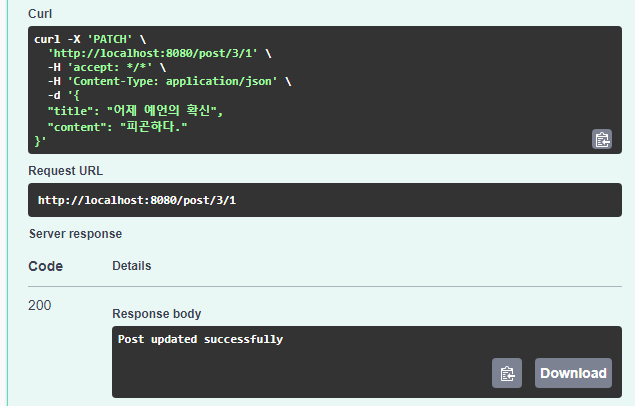 Curl
curl -X 'PATCH' \
'http://localhost:8080/post/3/1' \
-H 'accept: */*' \
-H 'Content-Type: application/json' \
-d '{
"title": "어제 예언의 확신",
"content": "피곤하다."
}'
Request URL
http://localhost:8080/post/3/1
Server response
Code Details
200
Response body
Post updated successfully
Download